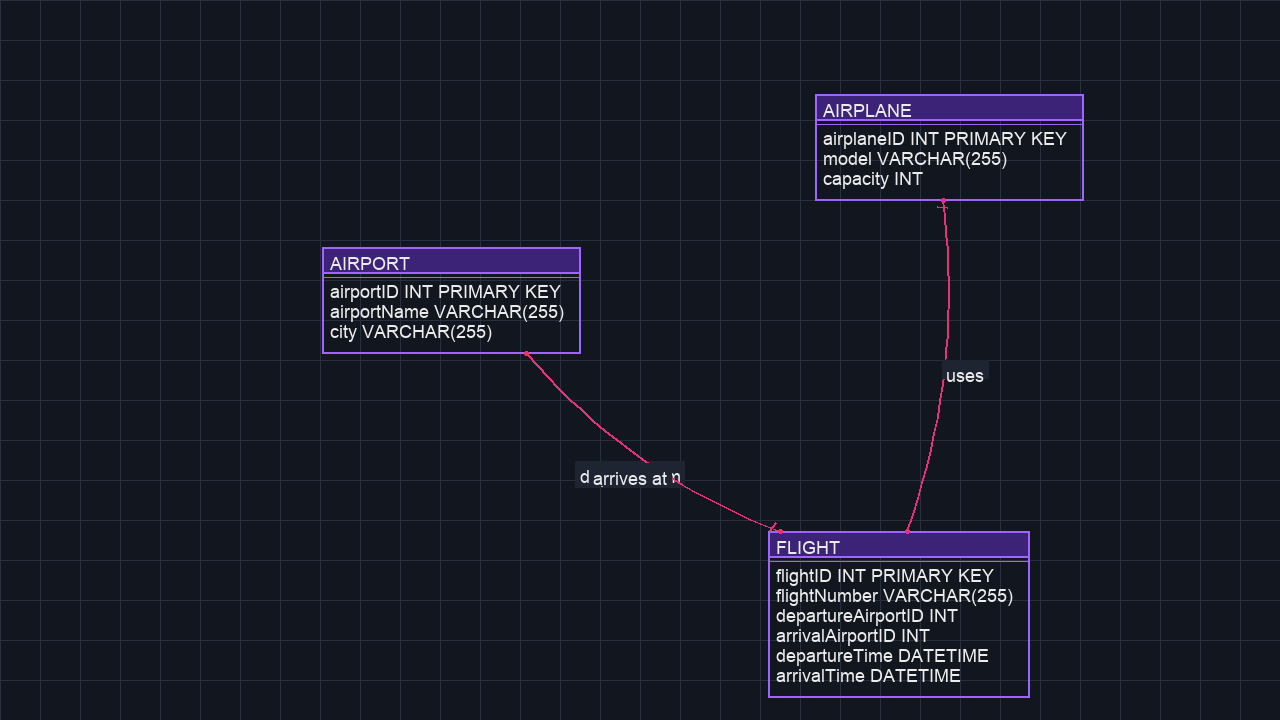 AIRPLANE
airplaneID INT PRIMARY KEY
model VARCHAR(255)
capacity INT
AIRPORT
airportID INT PRIMARY KEY
airportName VARCHAR(255)
city VARCHAR(255)
uses
arrives at
FLIGHT
flightID INT PRIMARY KEY
flightNumber VARCHAR(255)
departureAirportID INT
arrivalAirportID INT
departureTime DATETIME
arrivalTime DATETIME